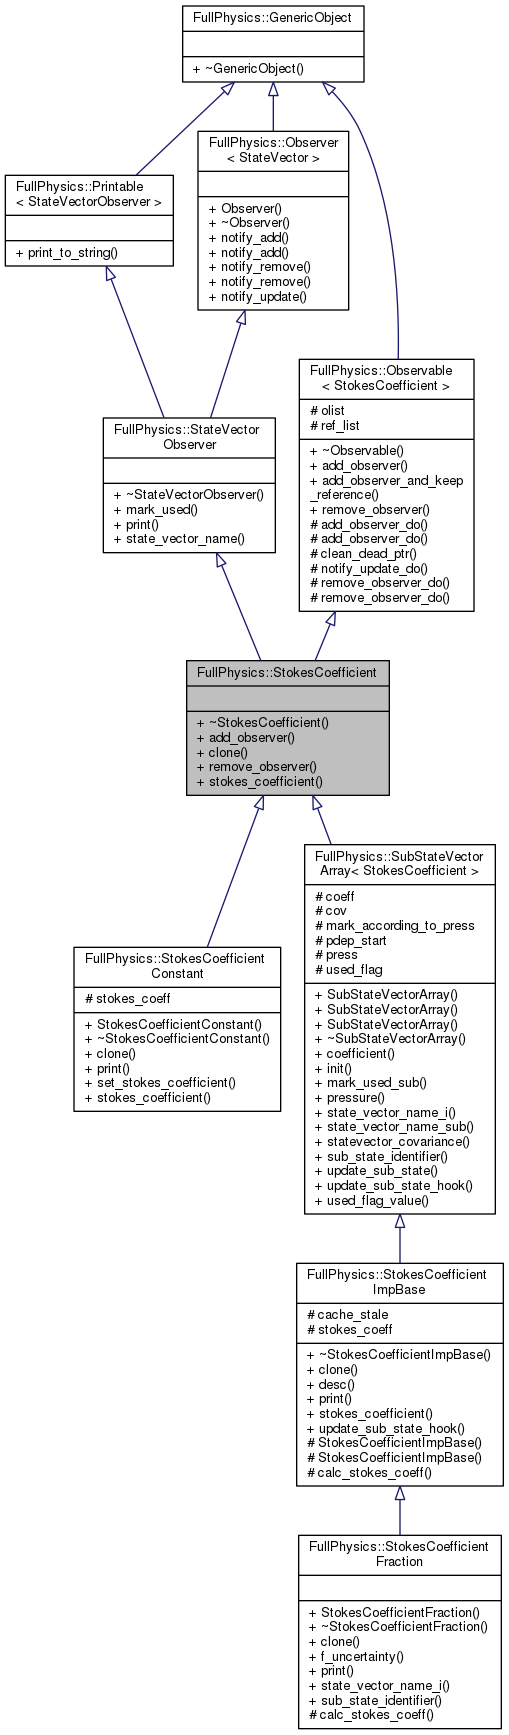 FullPhysics::GenericObject
+ ~GenericObject()
FullPhysics::Observer
< StateVector >
+ Observer()
+ ~Observer()
+ notify_add()
+ notify_add()
+ notify_remove()
+ notify_remove()
+ notify_update()
FullPhysics::Printable
< StateVectorObserver >
+ print_to_string()
FullPhysics::Observable
< StokesCoefficient >
# olist
# ref_list
+ ~Observable()
+ add_observer()
+ add_observer_and_keep
_reference()
+ remove_observer()
# add_observer_do()
# add_observer_do()
# clean_dead_ptr()
# notify_update_do()
# remove_observer_do()
# remove_observer_do()
FullPhysics::StateVector
Observer
+ ~StateVectorObserver()
+ mark_used()
+ print()
+ state_vector_name()
FullPhysics::StokesCoefficient
+ ~StokesCoefficient()
+ add_observer()
+ clone()
+ remove_observer()
+ stokes_coefficient()
FullPhysics::SubStateVector
Array< StokesCoefficient >
# coeff
# cov
# mark_according_to_press
# pdep_start
# press
# used_flag
+ SubStateVectorArray()
+ SubStateVectorArray()
+ SubStateVectorArray()
+ ~SubStateVectorArray()
+ coefficient()
+ init()
+ mark_used_sub()
+ pressure()
+ state_vector_name_i()
+ state_vector_name_sub()
+ statevector_covariance()
+ sub_state_identifier()
+ update_sub_state()
+ update_sub_state_hook()
+ used_flag_value()
FullPhysics::StokesCoefficient
Constant
# stokes_coeff
+ StokesCoefficientConstant()
+ ~StokesCoefficientConstant()
+ clone()
+ print()
+ set_stokes_coefficient()
+ stokes_coefficient()
FullPhysics::StokesCoefficient
ImpBase
# cache_stale
# stokes_coeff
+ ~StokesCoefficientImpBase()
+ clone()
+ desc()
+ print()
+ stokes_coefficient()
+ update_sub_state_hook()
# StokesCoefficientImpBase()
# StokesCoefficientImpBase()
# calc_stokes_coeff()
FullPhysics::StokesCoefficient
Fraction
+ StokesCoefficientFraction()
+ ~StokesCoefficientFraction()
+ clone()
+ f_uncertainty()
+ print()
+ state_vector_name_i()
+ sub_state_identifier()
# calc_stokes_coeff()